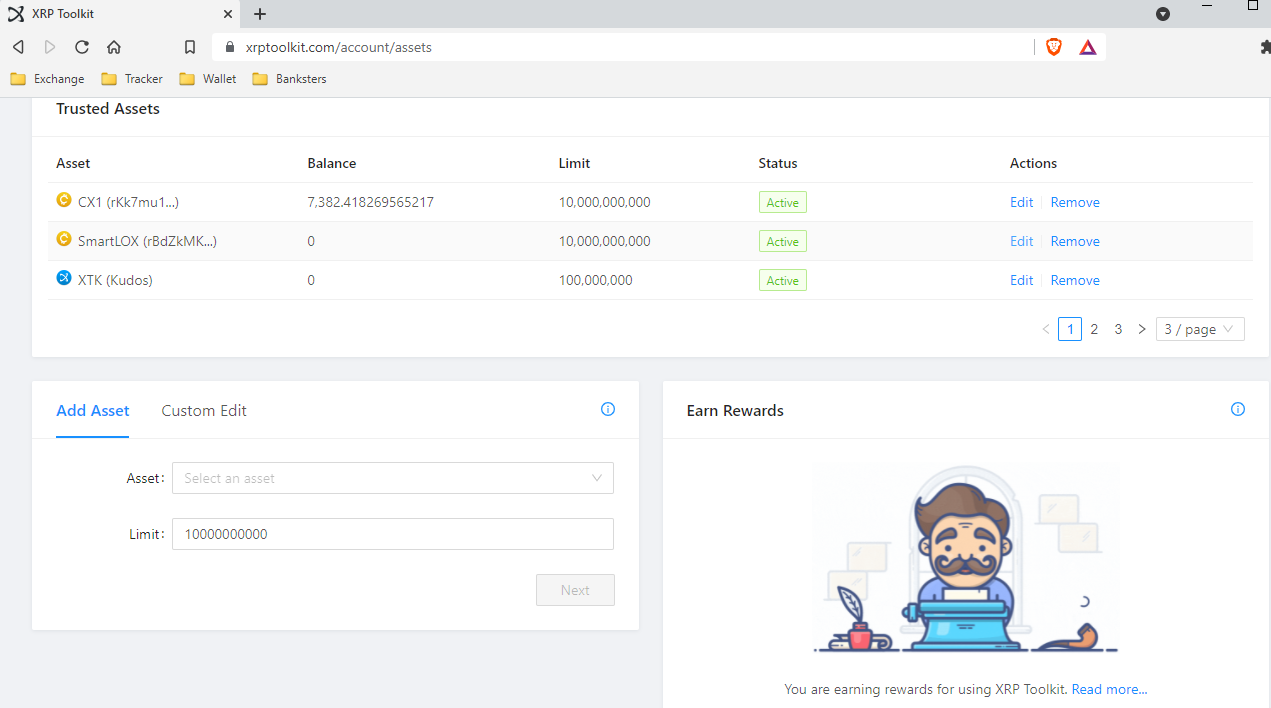 XRP Toolkit
xrptoolkit.com/account/assets
Exchange Tracker Wallet Banksters
Trusted Assets
Asset Balance Limit Status Actions
CX1 (rKk7mu1...) 7,382.418269565217 10,000,000,000 Active Edit Remove
SmartLOX (rBdZkMK...) 0 10,000,000,000 Active Edit Remove
XTK (Kudos) 0 100,000,000 Active Edit Remove
1 2 3 3 / page
Add Asset Custom Edit
Asset: Select an asset
Limit: 10000000000
Next
Earn Rewards
You are earning rewards for using XRP Toolkit. Read more...